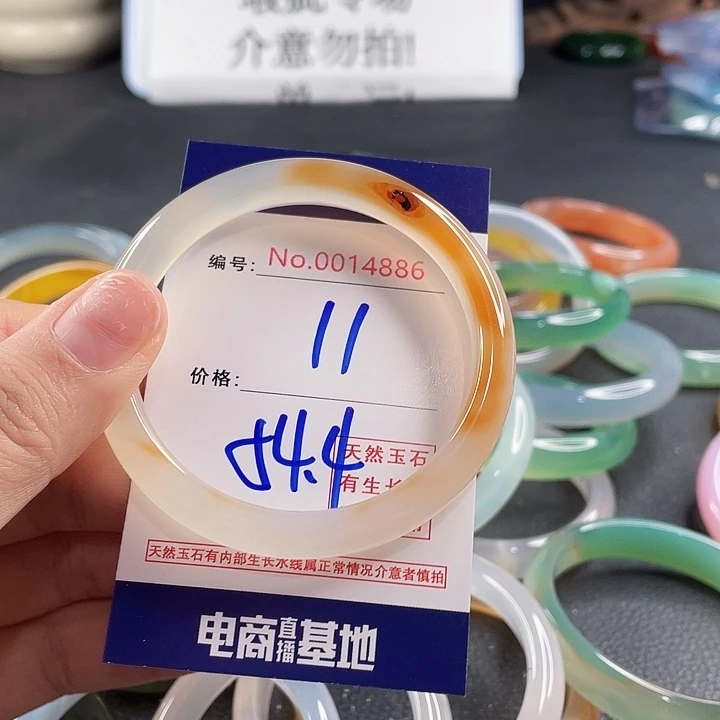 介意勿拍!
编号: No.0014886
11
价格:
54.4
天然玉石
有生长
天然玉石有内部生长水线属正常情况介意者慎拍
电商直播基地